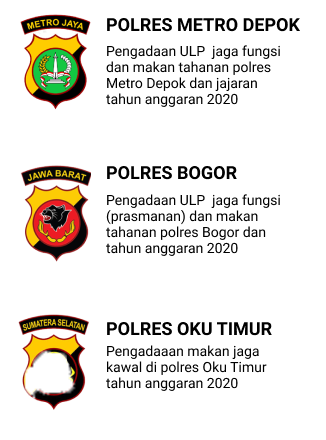 METRO JAYA
POLRES METRO DEPOK
Pengadaan ULP jaga fungsi
dan makan tahanan polres
Metro Depok dan jajaran
tahun anggaran 2020
JAWA BARAT
POLRES BOGOR
Pengadaan ULP jaga fungsi
(prasmanan) dan makan
tahanan polres Bogor dan
tahun anggaran 2020
SUMATERA SELATAN
POLRES OKU TIMUR
Pengadaaan makan jaga
kawal di polres Oku Timur
tahun anggaran 2020